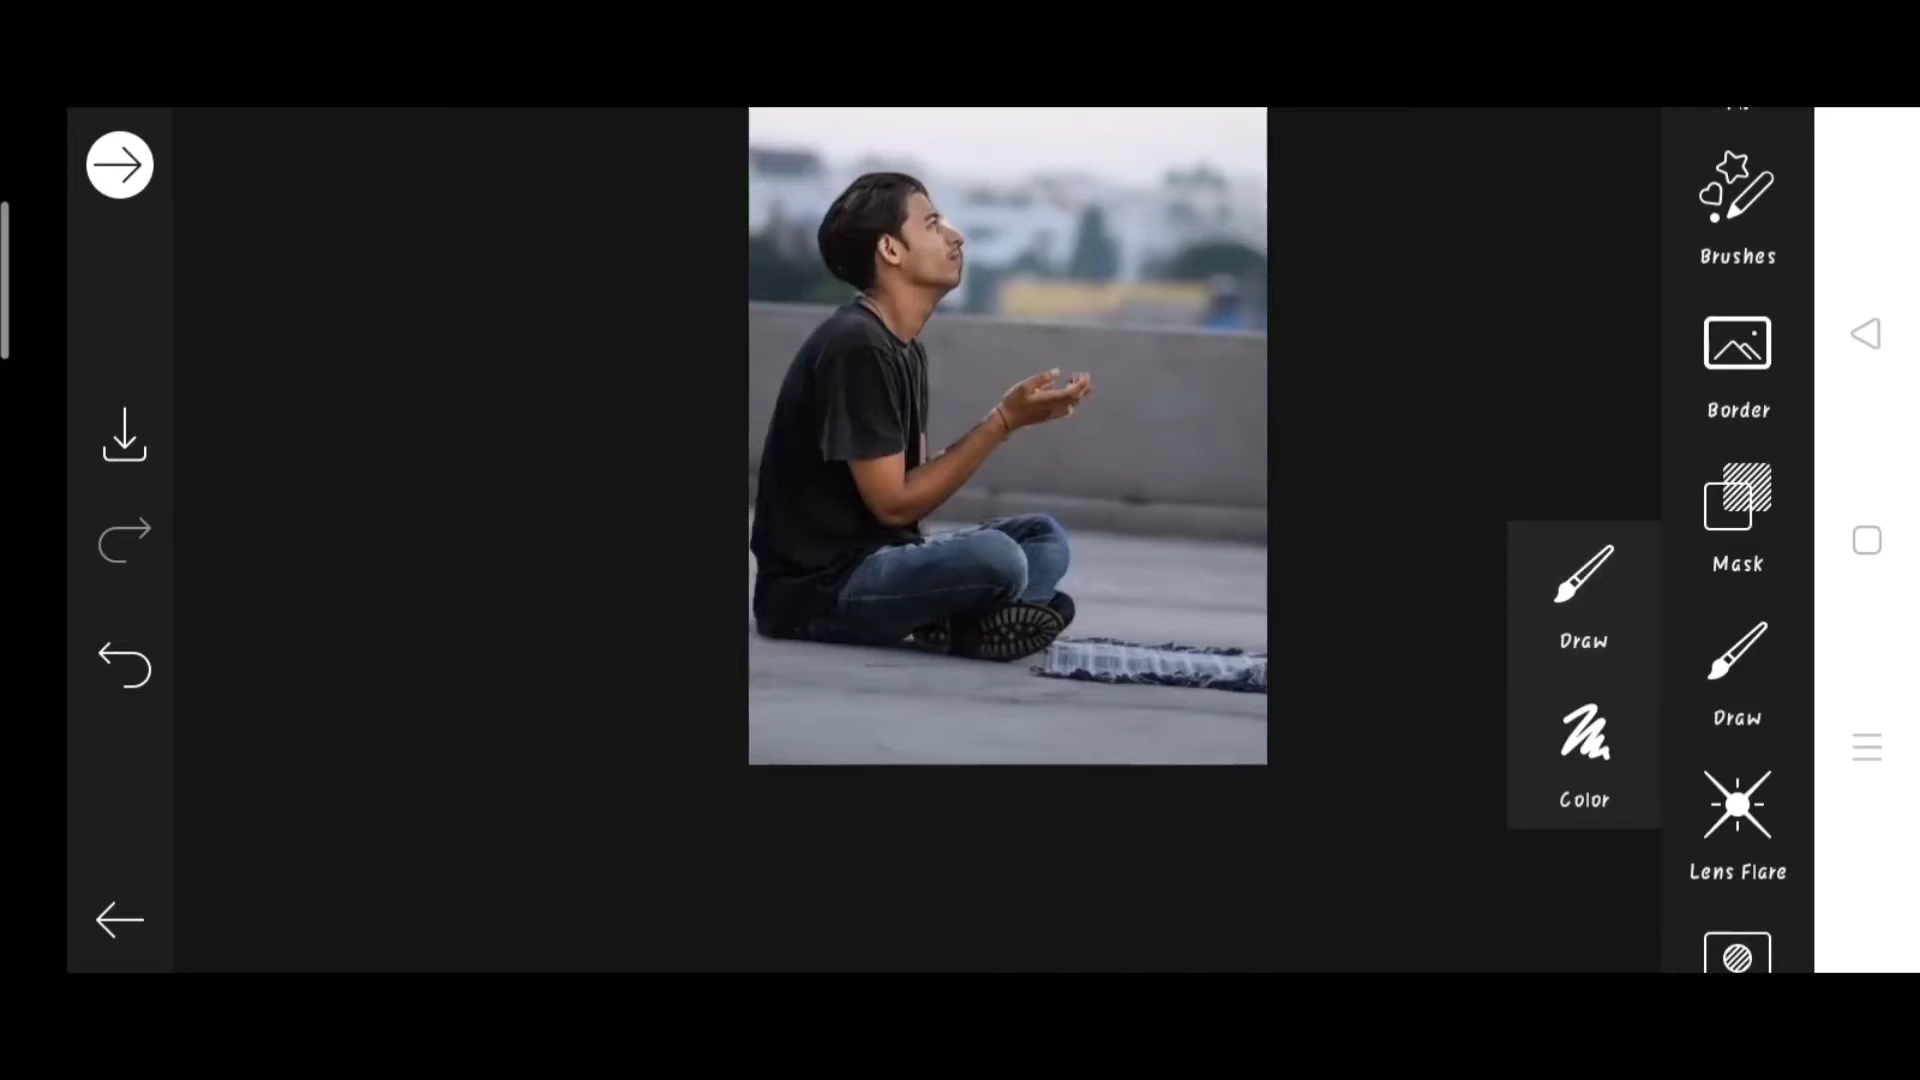 Brushes
Border
Mask
Draw
Color
Draw
Lens Flare